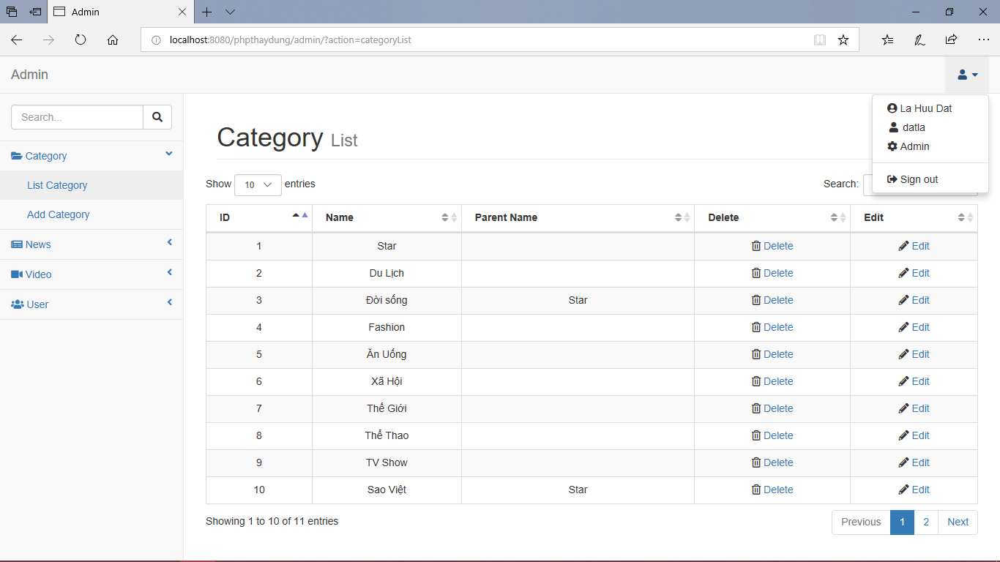 Admin
localhost:8080/phpthaydung/admin/?action=categoryList
Admin
La Huu Dat
datla
Admin
Sign out
Search...
Category
List Category
Add Category
News
Video
User
Category List
Show 10 entries
Search:
ID Name Parent Name Delete Edit
1 Star Delete Edit
2 Du Lịch Delete Edit
3 Đời sống Star Delete Edit
4 Fashion Delete Edit
5 Ăn Uống Delete Edit
6 Xã Hội Delete Edit
7 Thế Giới Delete Edit
8 Thể Thao Delete Edit
9 TV Show Delete Edit
10 Sao Việt Star Delete Edit
Showing 1 to 10 of 11 entries
Previous 1 2 Next